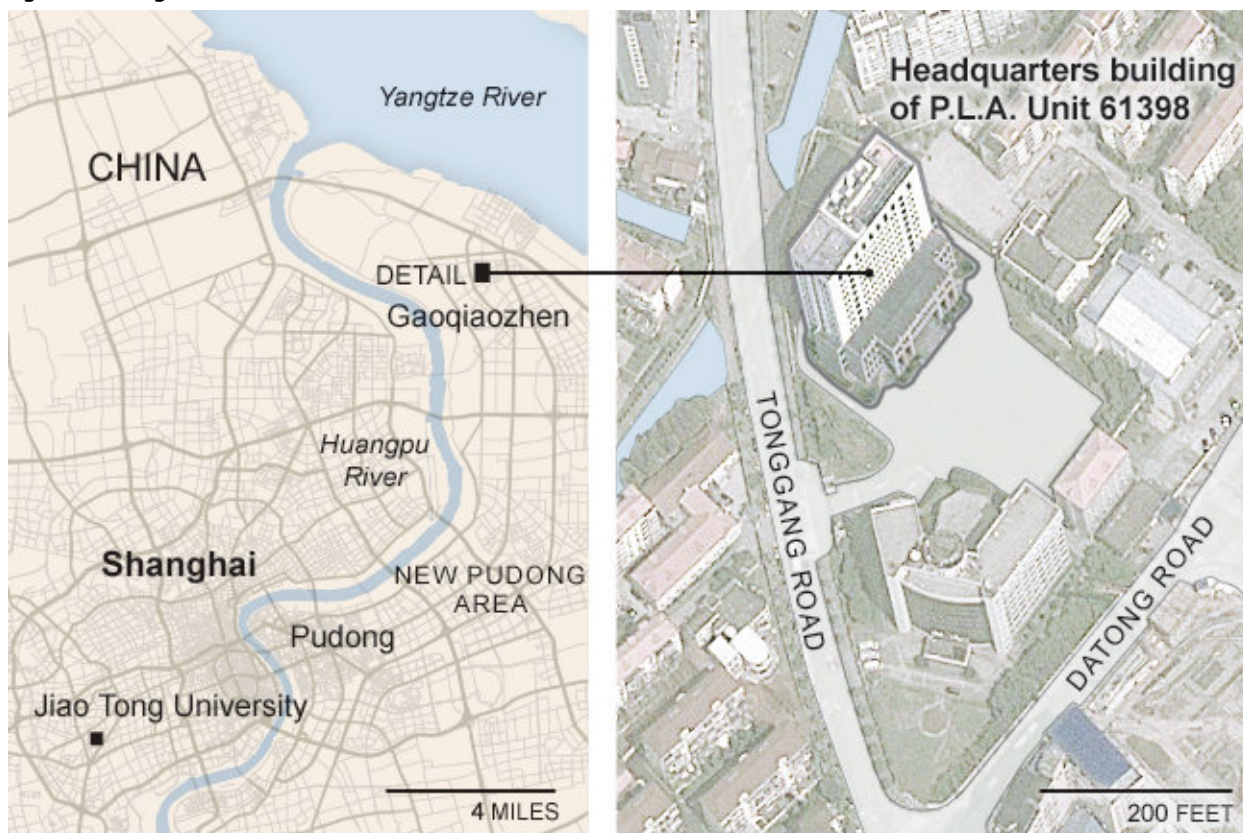 Yangtze River
CHINA
DETAIL
Gaoqiaozhen
Huangpu
River
Shanghai
NEW PUDONG
AREA
Pudong
Jiao Tong University
4 MILES
Headquarters building
of P.L.A. Unit 61398
TONGGANG ROAD
DATONG ROAD
200 FEET